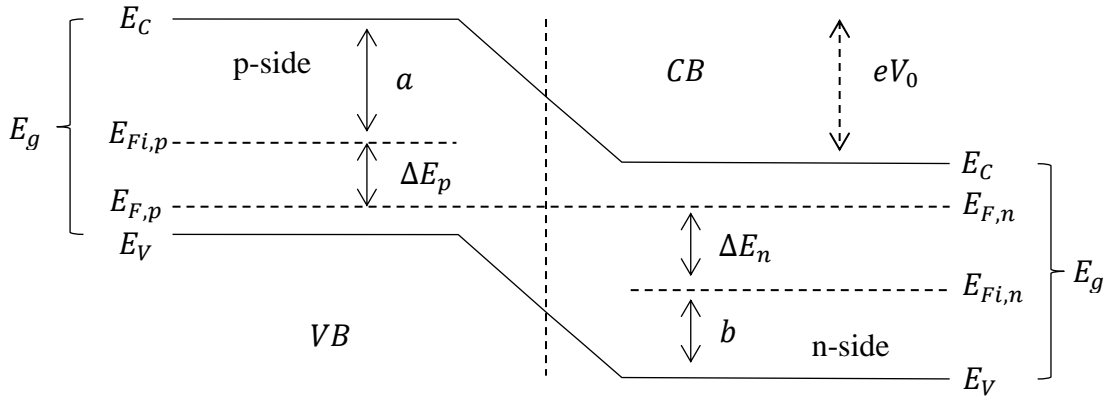 E_C
p-side
a
CB
eV_0
E_g
E_{Fi,p}
ΔE_p
E_C
E_{F,p}
E_{F,n}
E_V
ΔE_n
E_g
E_{Fi,n}
VB
b
n-side
E_V